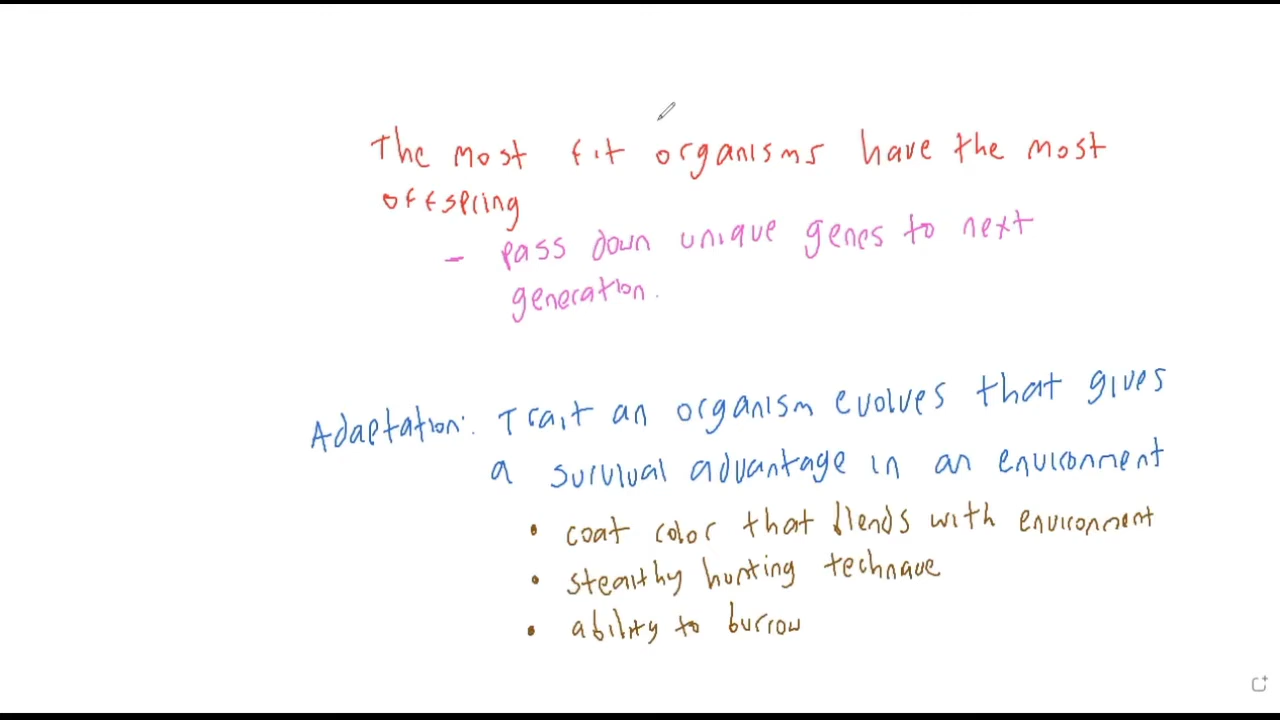 The most fit organisms have the most
offspring
- pass down unique genes to next
generation.
Adaptation: Trait an organism evolves that gives
a survival advantage in an environment
• coat color that blends with environment
• stealthy hunting technique
• ability to burrow